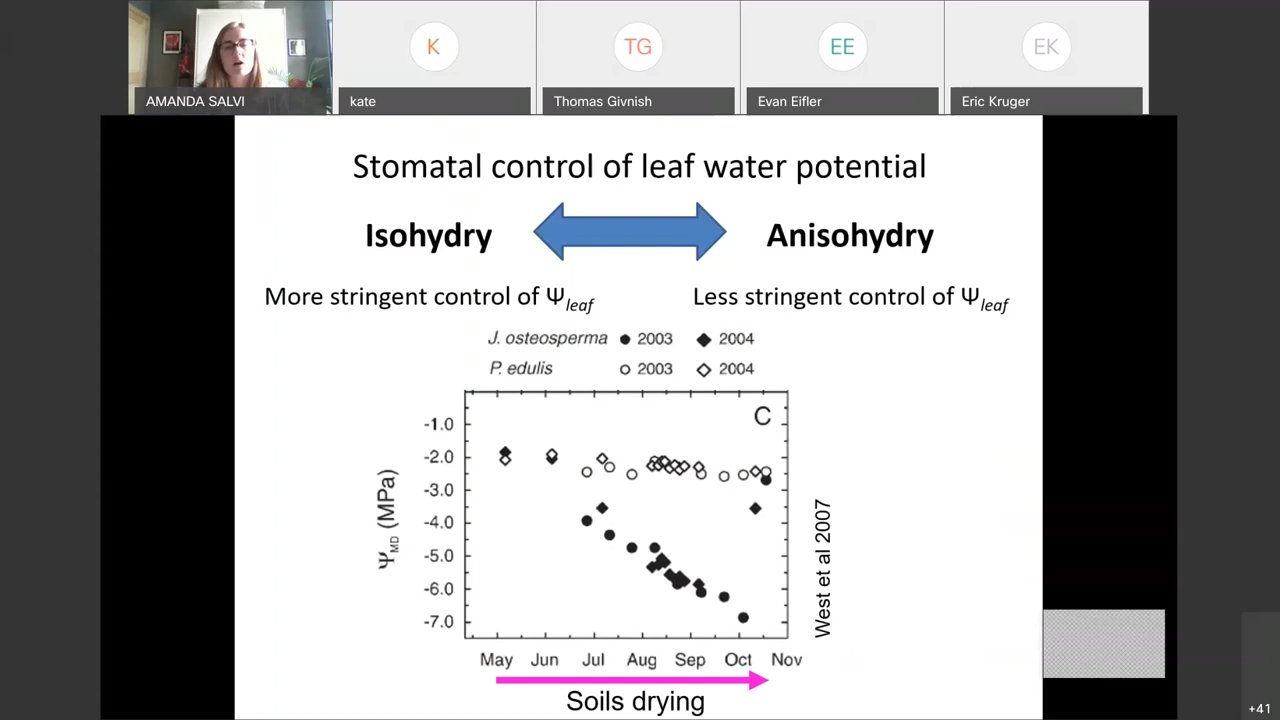 K
TG
EE
EK
AMANDA SALVI
kate
Thomas Givnish
Evan Eifler
Eric Kruger
Stomatal control of leaf water potential
Isohydry
Anisohydry
More stringent control of Ψleaf
Less stringent control of Ψleaf
J. osteosperma ● 2003 ◆ 2004
P. edulis ○ 2003 ◇ 2004
C
-1.0
-2.0
-3.0
-4.0
-5.0
-6.0
-7.0
ΨMD (MPa)
May Jun Jul Aug Sep Oct Nov
West et al 2007
Soils drying
+41